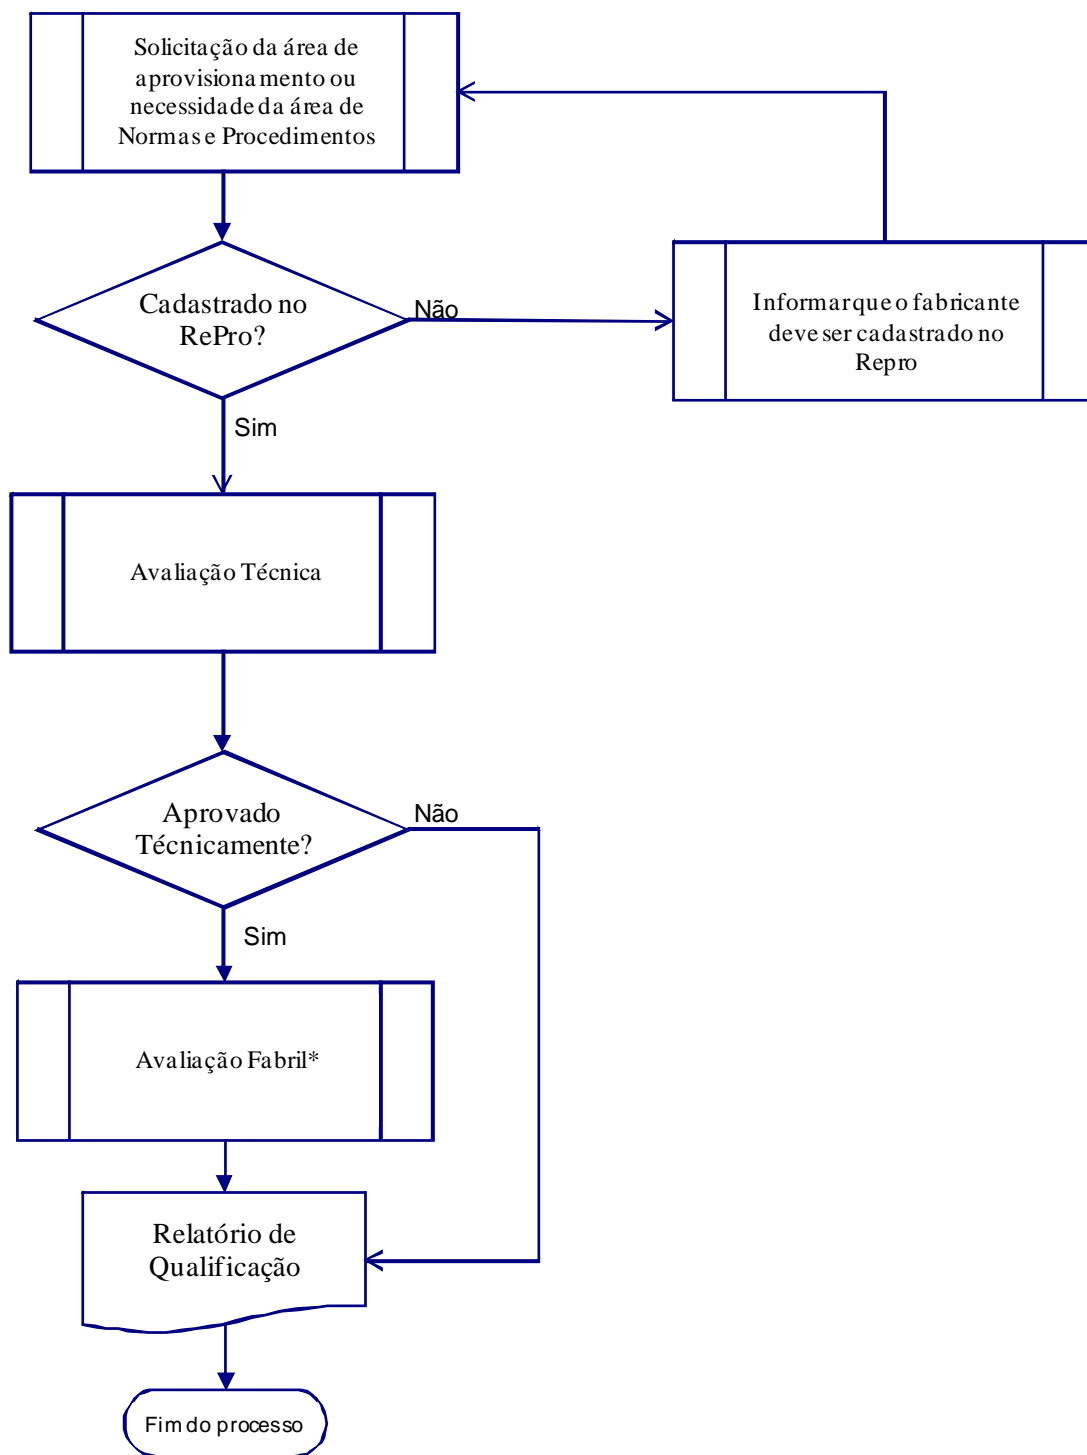 Solicitação da área de
aprovisionamento ou
necessidade da área de
Normas e Procedimentos
Cadastrado no
RePro?
Não
Informar que o fabricante
deve ser cadastrado no
Repro
Sim
Avaliação Técnica
Aprovado
Técnicamente?
Não
Sim
Avaliação Fabril*
Relatório de
Qualificação
Fim do processo